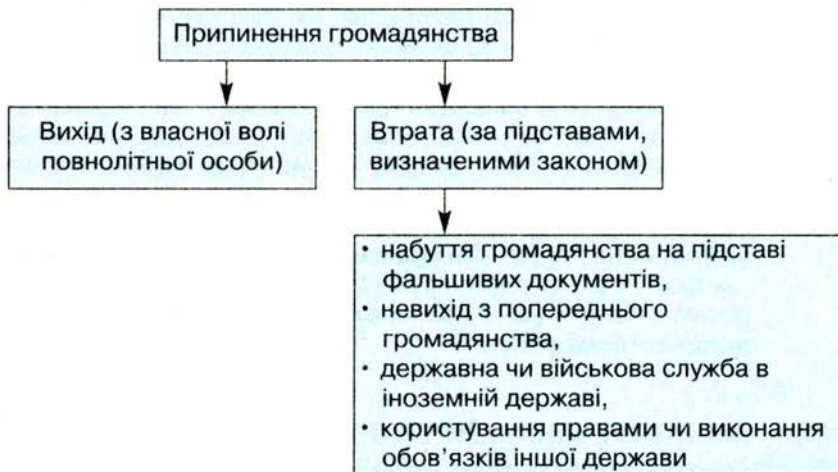 Припинення громадянства
Вихід (з власної волі
повнолітньої особи)
Втрата (за підставами,
визначеними законом)
• набуття громадянства на підставі
фальшивих документів,
• невихід з попереднього
громадянства,
• державна чи військова служба в
іноземній державі,
• користування правами чи виконання
обов’язків іншої держави